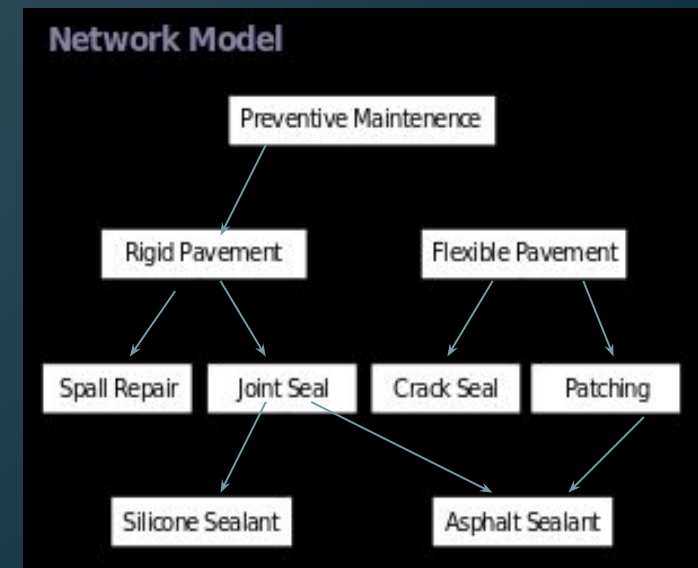 Network Model
Preventive Maintenence
Rigid Pavement
Flexible Pavement
Spall Repair
Joint Seal
Crack Seal
Patching
Silicone Sealant
Asphalt Sealant